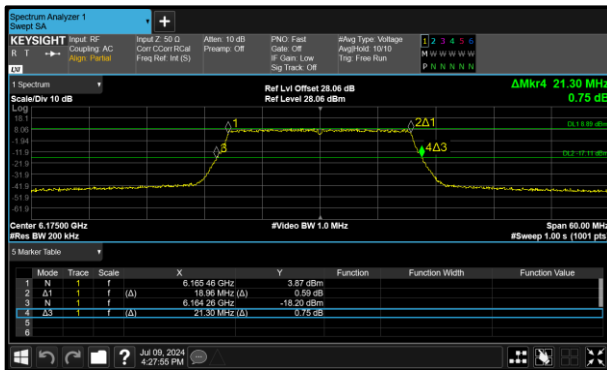 Spectrum Analyzer 1
Swept SA
KEYSIGHT Input: RF Input Z: 50 Ω Atten: 10 dB PNO: Fast #Avg Type: Voltage 1 2 3 4 5 6
R T Coupling: AC Corr CCorr RCal Preamp: Off Gate: Off Avg|Hold: 10/10 M W W W W W
Align: Partial Freq Ref: Int (S) IF Gain: Low Trig: Free Run
Sig Track: Off P N N N N N
LXI
1 Spectrum Ref Lvl Offset 28.06 dB ΔMkr4 21.30 MHz
Scale/Div 10 dB Ref Level 28.06 dBm 0.75 dB
Log
18.1
8.06 1 2Δ1
-1.94
-11.9 3 4Δ3 DL2 -17.11 dBm
-21.9
-31.9
-41.9
-51.9
-61.9
Center 6.17500 GHz #Video BW 1.0 MHz Span 60.00 MHz
#Res BW 200 kHz #Sweep 1.00 s (1001 pts)
5 Marker Table
Mode Trace Scale X Y Function Function Width Function Value
1 N 1 f 6.165 46 GHz 3.87 dBm
2 Δ1 1 f (Δ) 18.96 MHz (Δ) 0.59 dB
3 N 1 f 6.164 26 GHz -18.20 dBm
4 Δ3 1 f (Δ) 21.30 MHz (Δ) 0.75 dB
5
6
? Jul 09, 2024
4:27:55 PM